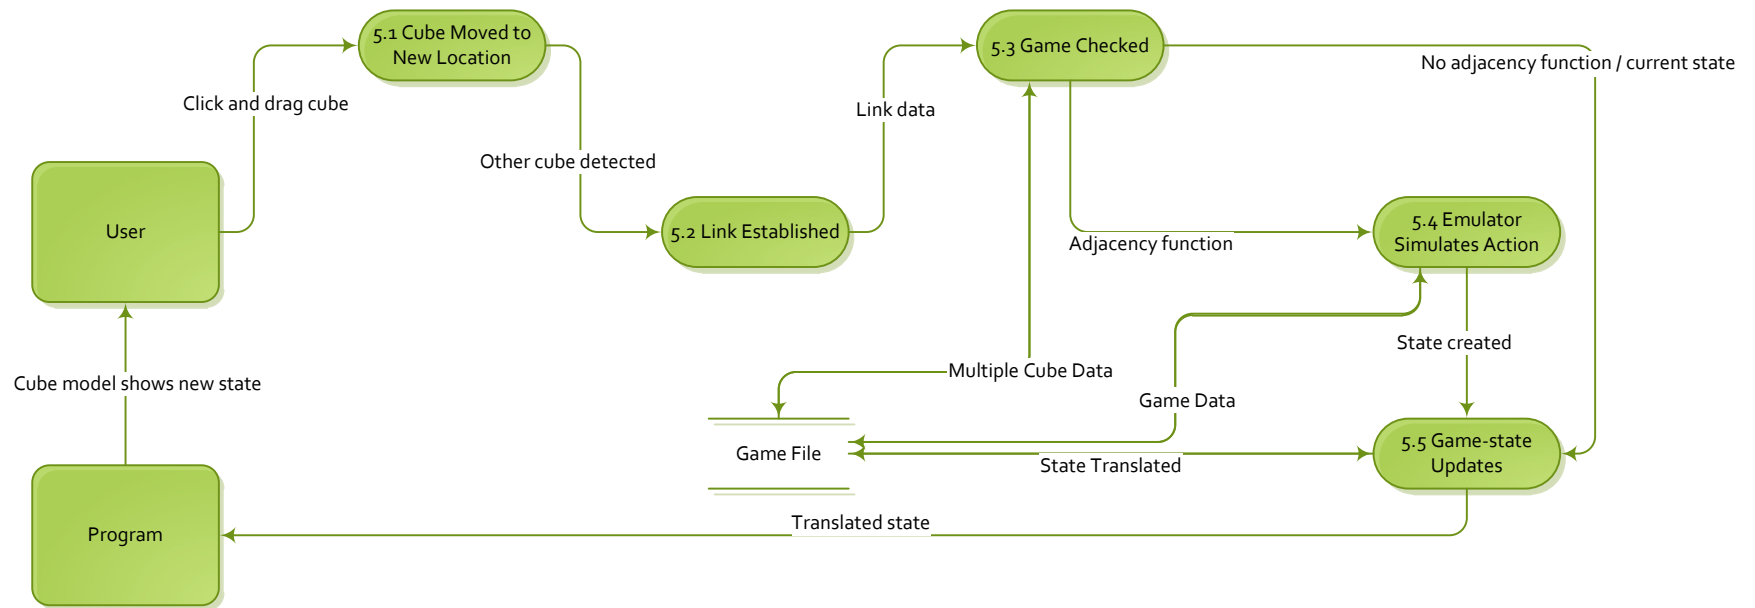 5.1 Cube Moved to
New Location
5.3 Game Checked
No adjacency function / current state
Click and drag cube
Link data
Other cube detected
User
5.2 Link Established
5.4 Emulator
Simulates Action
Adjacency function
State created
Multiple Cube Data
Cube model shows new state
Game Data
Game File
5.5 Game-state
Updates
State Translated
Translated state
Program